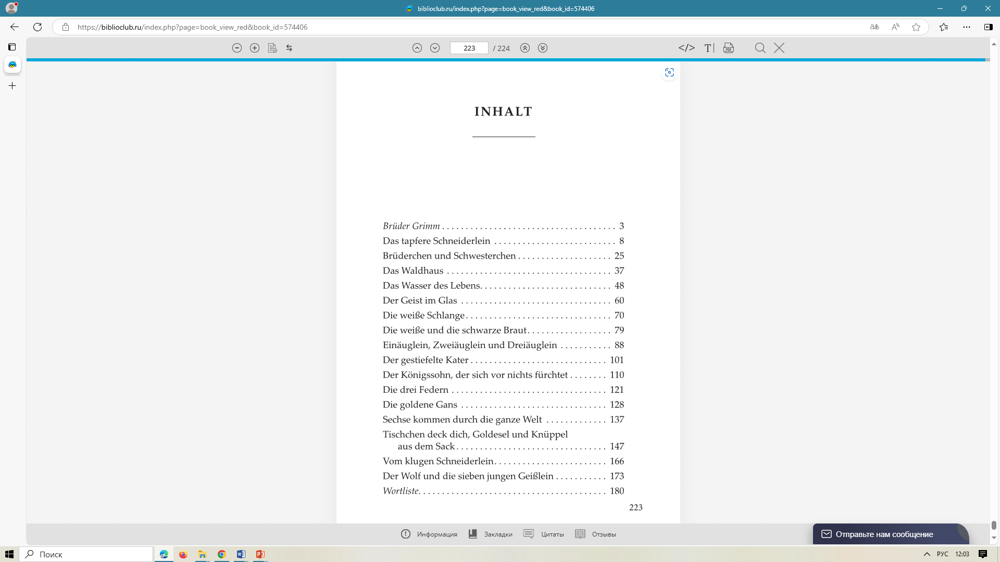 biblioclub.ru/index.php?page=book_view_red&book_id=574406
https://biblioclub.ru/index.php?page=book_view_red&book_id=574406
223 / 224
INHALT
Brüder Grimm . . . . . . . . . . . . . . . . . . . . . . . . . . . . . . . . . . . . . 3
Das tapfere Schneiderlein . . . . . . . . . . . . . . . . . . . . . . . . . . 8
Brüderchen und Schwesterchen . . . . . . . . . . . . . . . . . . . . 25
Das Waldhaus . . . . . . . . . . . . . . . . . . . . . . . . . . . . . . . . . . . 37
Das Wasser des Lebens. . . . . . . . . . . . . . . . . . . . . . . . . . . . 48
Der Geist im Glas . . . . . . . . . . . . . . . . . . . . . . . . . . . . . . . . 60
Die weiße Schlange . . . . . . . . . . . . . . . . . . . . . . . . . . . . . . . 70
Die weiße und die schwarze Braut. . . . . . . . . . . . . . . . . . 79
Einäuglein, Zweiäuglein und Dreiäuglein . . . . . . . . . . . 88
Der gestiefelte Kater . . . . . . . . . . . . . . . . . . . . . . . . . . . . . 101
Der Königssohn, der sich vor nichts fürchtet . . . . . . . . 110
Die drei Federn . . . . . . . . . . . . . . . . . . . . . . . . . . . . . . . . . 121
Die goldene Gans . . . . . . . . . . . . . . . . . . . . . . . . . . . . . . . 128
Sechse kommen durch die ganze Welt . . . . . . . . . . . . . 137
Tischchen deck dich, Goldesel und Knüppel
aus dem Sack . . . . . . . . . . . . . . . . . . . . . . . . . . . . . . . . 147
Vom klugen Schneiderlein. . . . . . . . . . . . . . . . . . . . . . . . 166
Der Wolf und die sieben jungen Geißlein . . . . . . . . . . . 173
Wortliste. . . . . . . . . . . . . . . . . . . . . . . . . . . . . . . . . . . . . . . . 180
223
Информация Закладки Цитаты Отзывы
Отправьте нам сообщение
Поиск
РУС 12:03